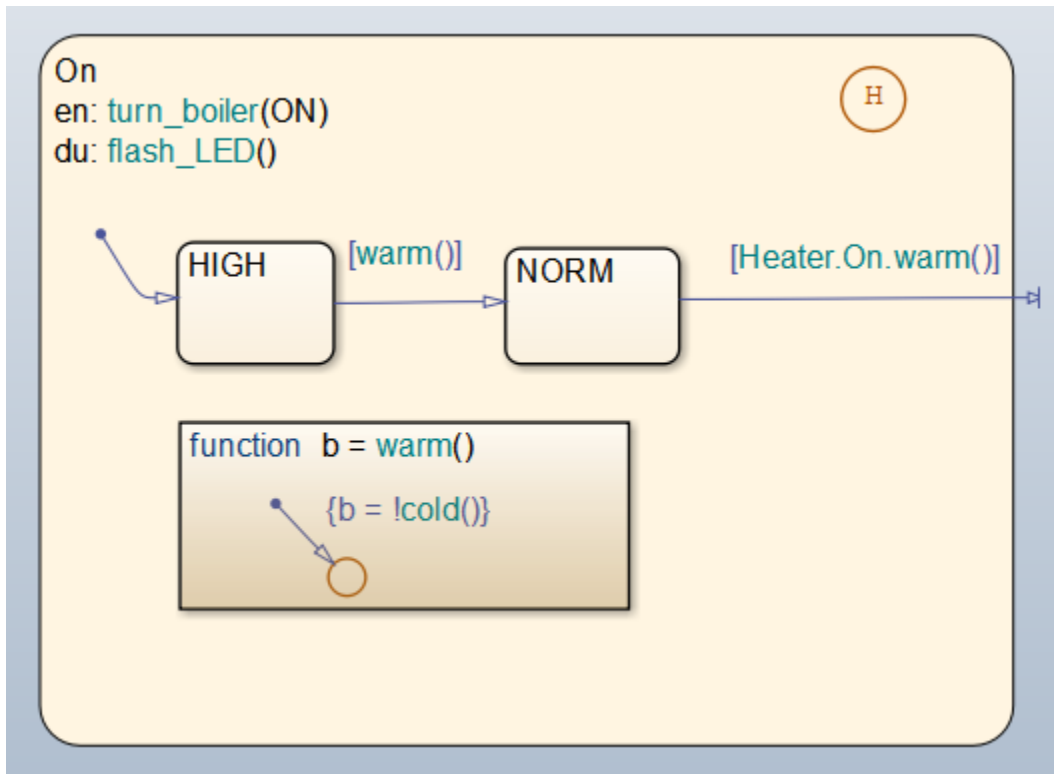 On
H
en: turn_boiler(ON)
du: flash_LED()
HIGH
[warm()]
NORM
[Heater.On.warm()]
function b = warm()
{b = !cold()}